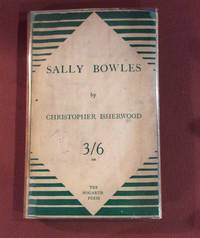 SALLY BOWLES
by
CHRISTOPHER ISHERWOOD
3/6
THE
HOGARTH
PRESS